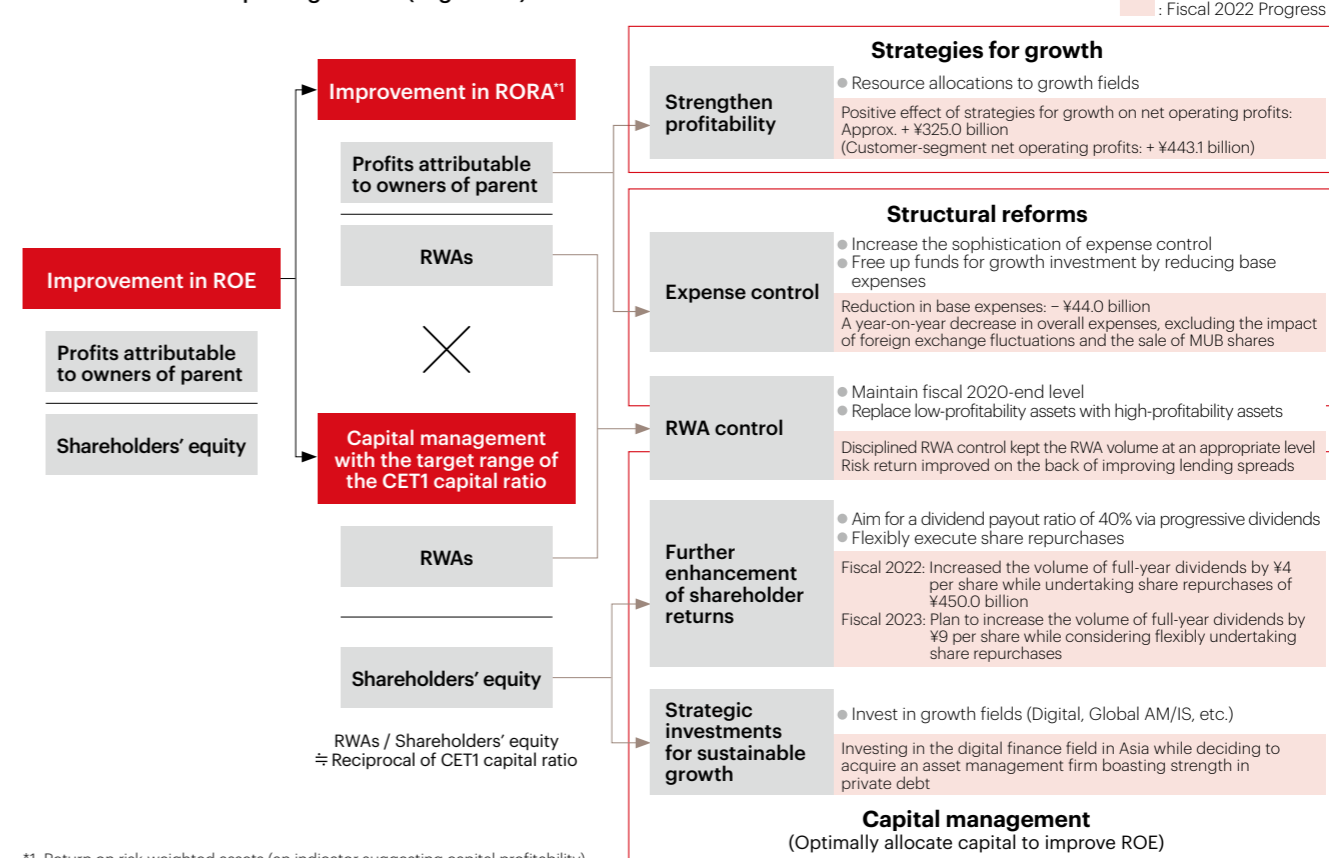 : Fiscal 2022 Progress
Improvement in ROE
Profits attributable
to owners of parent
Shareholders' equity
Improvement in RORA*1
Profits attributable
to owners of parent
RWAs
Capital management
with the target range of
the CET1 capital ratio
RWAs
Shareholders' equity
RWAs / Shareholders' equity
≒ Reciprocal of CET1 capital ratio
Strategies for growth
Strengthen
profitability
● Resource allocations to growth fields
Positive effect of strategies for growth on net operating profits:
Approx. + ¥325.0 billion
(Customer-segment net operating profits: + ¥443.1 billion)
Structural reforms
Expense control
● Increase the sophistication of expense control
● Free up funds for growth investment by reducing base
expenses
Reduction in base expenses: − ¥44.0 billion
A year-on-year decrease in overall expenses, excluding the impact
of foreign exchange fluctuations and the sale of MUB shares
RWA control
● Maintain fiscal 2020-end level
● Replace low-profitability assets with high-profitability assets
Disciplined RWA control kept the RWA volume at an appropriate level
Risk return improved on the back of improving lending spreads
Further
enhancement
of shareholder
returns
● Aim for a dividend payout ratio of 40% via progressive dividends
● Flexibly execute share repurchases
Fiscal 2022: Increased the volume of full-year dividends by ¥4
per share while undertaking share repurchases of
¥450.0 billion
Fiscal 2023: Plan to increase the volume of full-year dividends by
¥9 per share while considering flexibly undertaking
share repurchases
Strategic
investments
for sustainable
growth
● Invest in growth fields (Digital, Global AM/IS, etc.)
Investing in the digital finance field in Asia while deciding to
acquire an asset management firm boasting strength in
private debt
Capital management
(Optimally allocate capital to improve ROE)
*1 Return on risk-weighted assets (an indicator suggesting capital profitability)